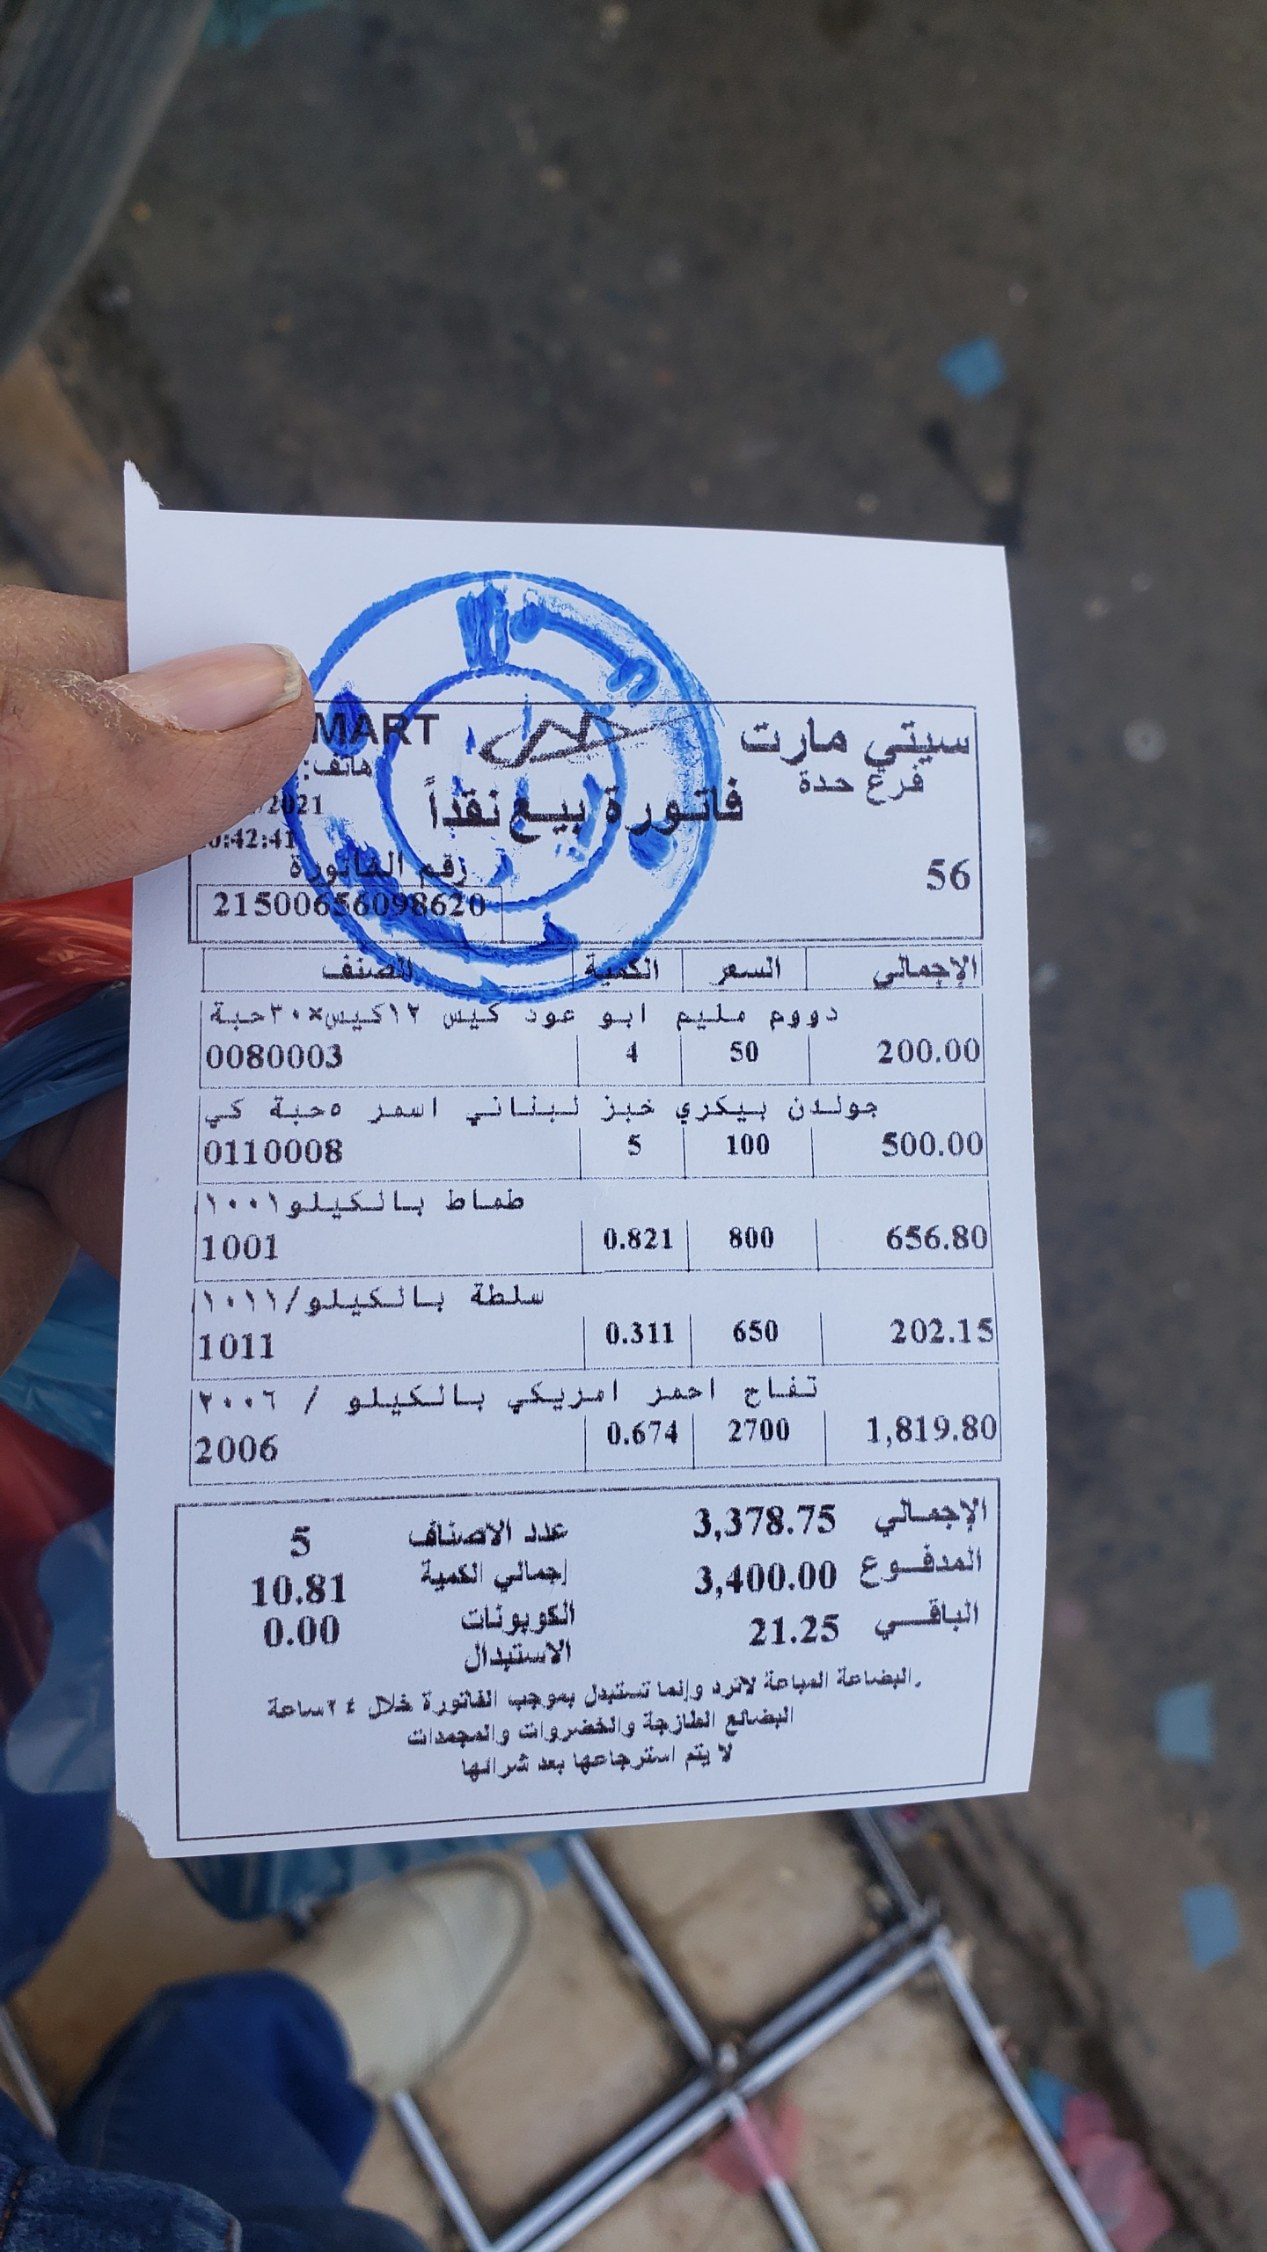 سيتي مارت
MART
فرع حدة
هاتف:
فاتورة بيع نقداً
2021
:42:41
رقم الفاتورة
56
21500656098620
الصنف الكمية السعر الإجمالي
دووم مليم ابو عود كيس ١٢كيس×٣٠حبة
0080003 4 50 200.00
جولدن بيكري خبز لبناني اسمر ٥حبة كي
0110008 5 100 500.00
طماط بالكيلو١٠٠١
1001 0.821 800 656.80
سلطة بالكيلو/١٠١١
1011 0.311 650 202.15
تفاح احمر امريكي بالكيلو / ٢٠٠٦
2006 0.674 2700 1,819.80
الإجمالي 3,378.75 عدد الاصناف 5
المدفوع 3,400.00 إجمالي الكمية 10.81
الباقي 21.25 الكوبونات 0.00
الاستبدال
.البضاعة المباعة لاترد وإنما تستبدل بموجب الفاتورة خلال ٢٤ساعة
البضائع الطازجة والخضروات والمجمدات
لا يتم استرجاعها بعد شرائها